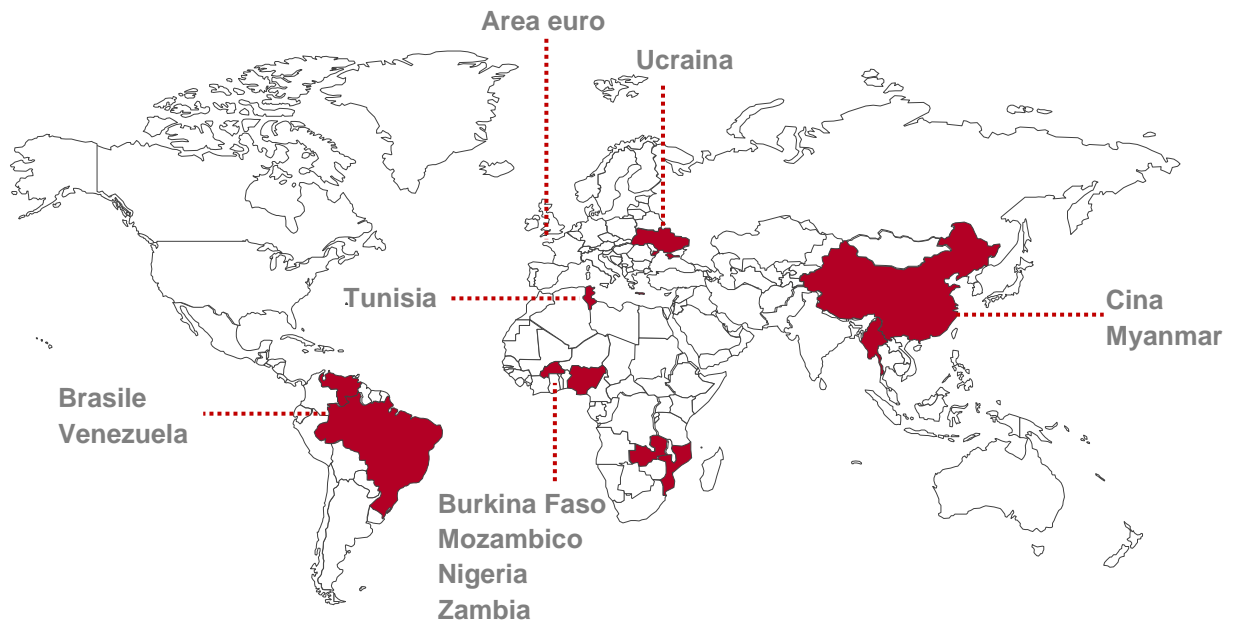 Area euro
Ucraina
Tunisia
Cina
Myanmar
Brasile
Venezuela
Burkina Faso
Mozambico
Nigeria
Zambia